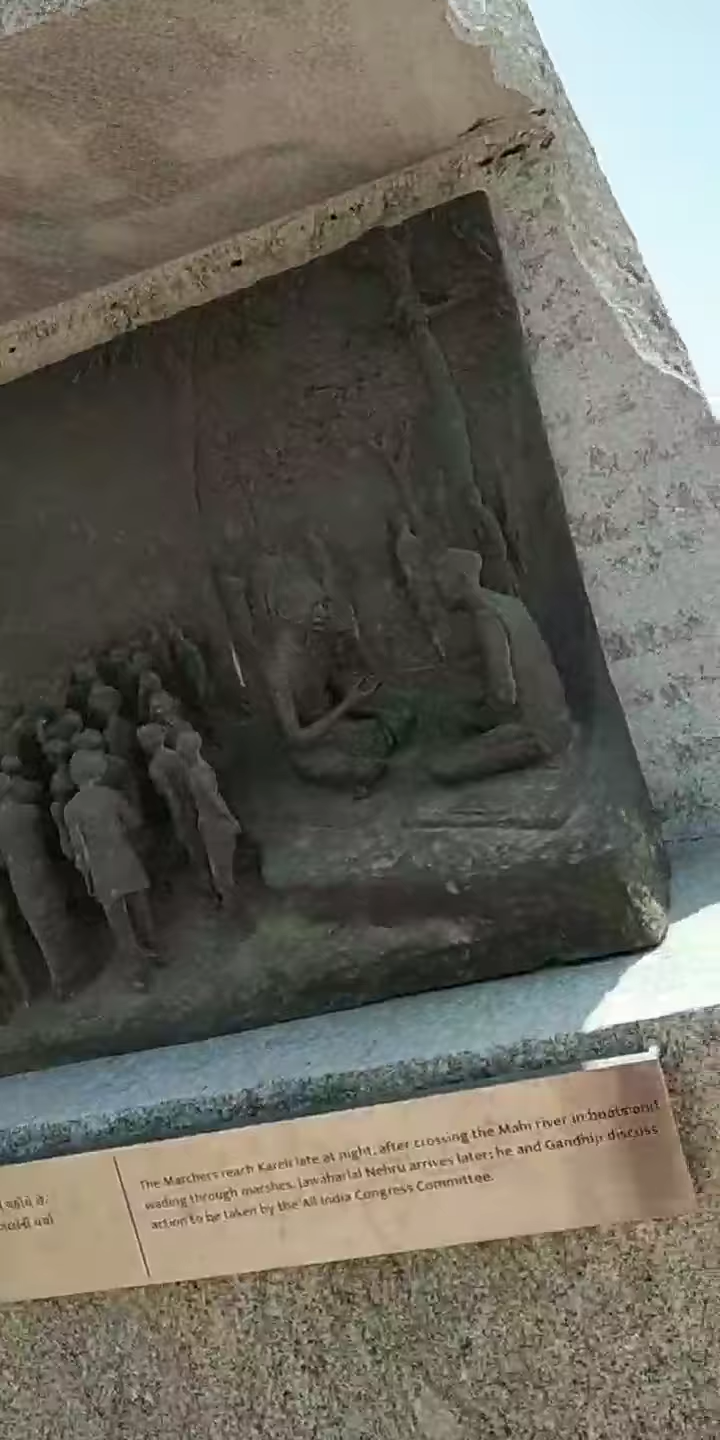 The Marchers reach Kareli late at night, after crossing the Mahi river in boats and
wading through marshes. Jawaharlal Nehru arrives later; he and Gandhiji discuss
action to be taken by the All India Congress Committee.